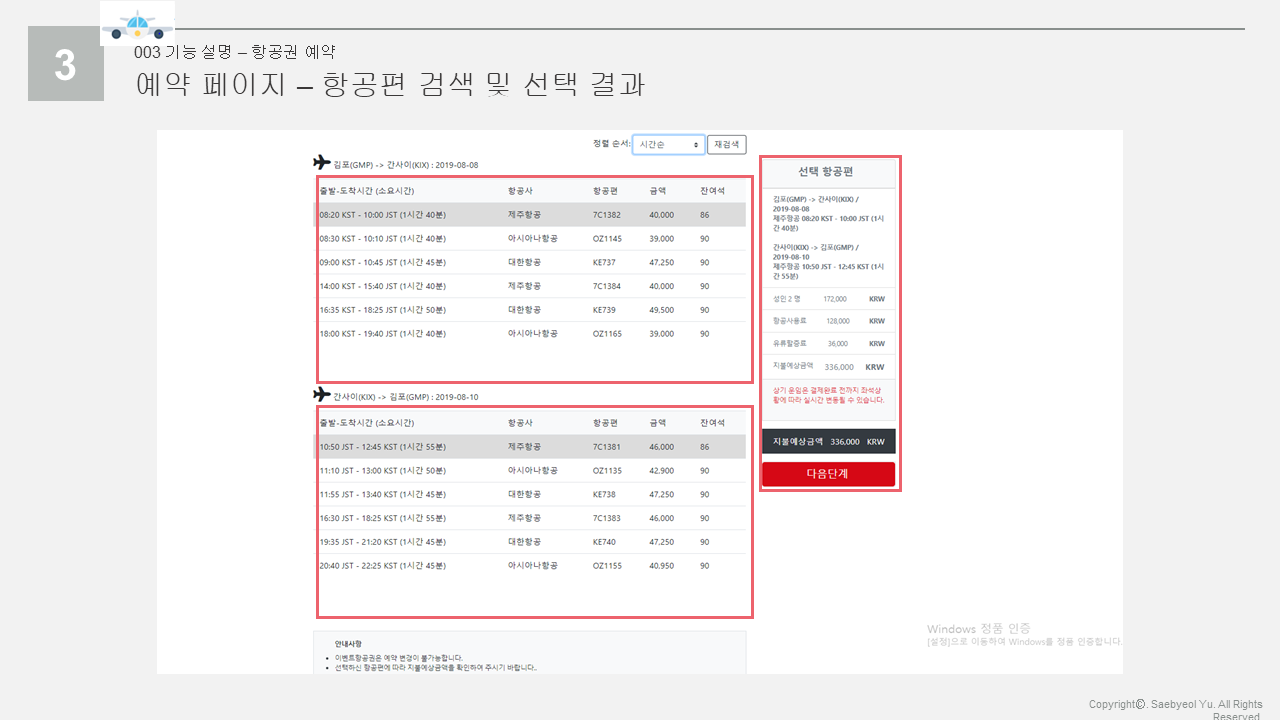 3
003 기능 설명 – 항공권 예약
예약 페이지 – 항공편 검색 및 선택 결과
정렬 순서: 시간순 재검색
김포(GMP) -> 간사이(KIX) : 2019-08-08
출발-도착시간 (소요시간) 항공사 항공편 금액 잔여석
08:20 KST - 10:00 JST (1시간 40분) 제주항공 7C1382 40,000 86
08:30 KST - 10:10 JST (1시간 40분) 아시아나항공 OZ1145 39,000 90
09:00 KST - 10:45 JST (1시간 45분) 대한항공 KE737 47,250 90
14:00 KST - 15:40 JST (1시간 40분) 제주항공 7C1384 40,000 90
16:35 KST - 18:25 JST (1시간 50분) 대한항공 KE739 49,500 90
18:00 KST - 19:40 JST (1시간 40분) 아시아나항공 OZ1165 39,000 90
간사이(KIX) -> 김포(GMP) : 2019-08-10
출발-도착시간 (소요시간) 항공사 항공편 금액 잔여석
10:50 JST - 12:45 KST (1시간 55분) 제주항공 7C1381 46,000 86
11:10 JST - 13:00 KST (1시간 50분) 아시아나항공 OZ1135 42,900 90
11:55 JST - 13:40 KST (1시간 45분) 대한항공 KE738 47,250 90
16:30 JST - 18:25 KST (1시간 55분) 제주항공 7C1383 46,000 90
19:35 JST - 21:20 KST (1시간 45분) 대한항공 KE740 47,250 90
20:40 JST - 22:25 KST (1시간 45분) 아시아나항공 OZ1155 40,950 90
안내사항
• 이벤트항공권은 예약 변경이 불가능합니다.
• 선택하신 항공편에 따라 지불예상금액을 확인하여 주시기 바랍니다..
선택 항공편
김포(GMP) -> 간사이(KIX) /
2019-08-08
제주항공 08:20 KST - 10:00 JST (1시
간 40분)
간사이(KIX) -> 김포(GMP) /
2019-08-10
제주항공 10:50 JST - 12:45 KST (1시
간 55분)
성인 2 명 172,000 KRW
항공사용료 128,000 KRW
유류할증료 36,000 KRW
지불예상금액 336,000 KRW
상기 운임은 결제완료 전까지 좌석상
황에 따라 실시간 변동될 수 있습니다.
지불예상금액 336,000 KRW
다음단계
Windows 정품 인증
[설정]으로 이동하여 Windows를 정품 인증합니다.
Copyright©. Saebyeol Yu. All Rights
Reserved.